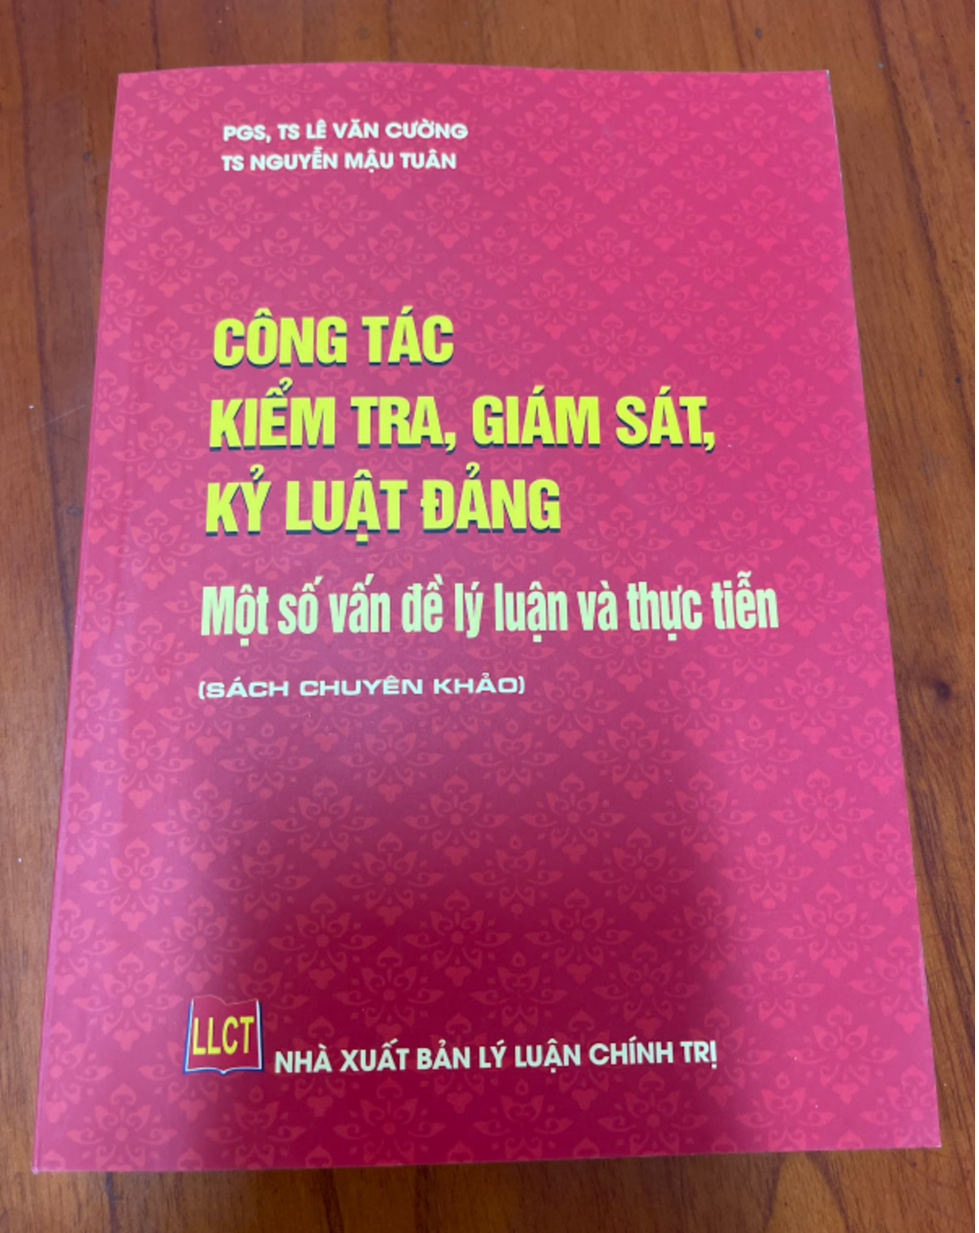 PGS, TS LÊ VĂN CƯỜNG
TS NGUYỄN MẬU TUÂN
CÔNG TÁC
KIỂM TRA, GIÁM SÁT,
KỶ LUẬT ĐẢNG
Một số vấn đề lý luận và thực tiễn
(SÁCH CHUYÊN KHẢO)
LLCT
NHÀ XUẤT BẢN LÝ LUẬN CHÍNH TRỊ